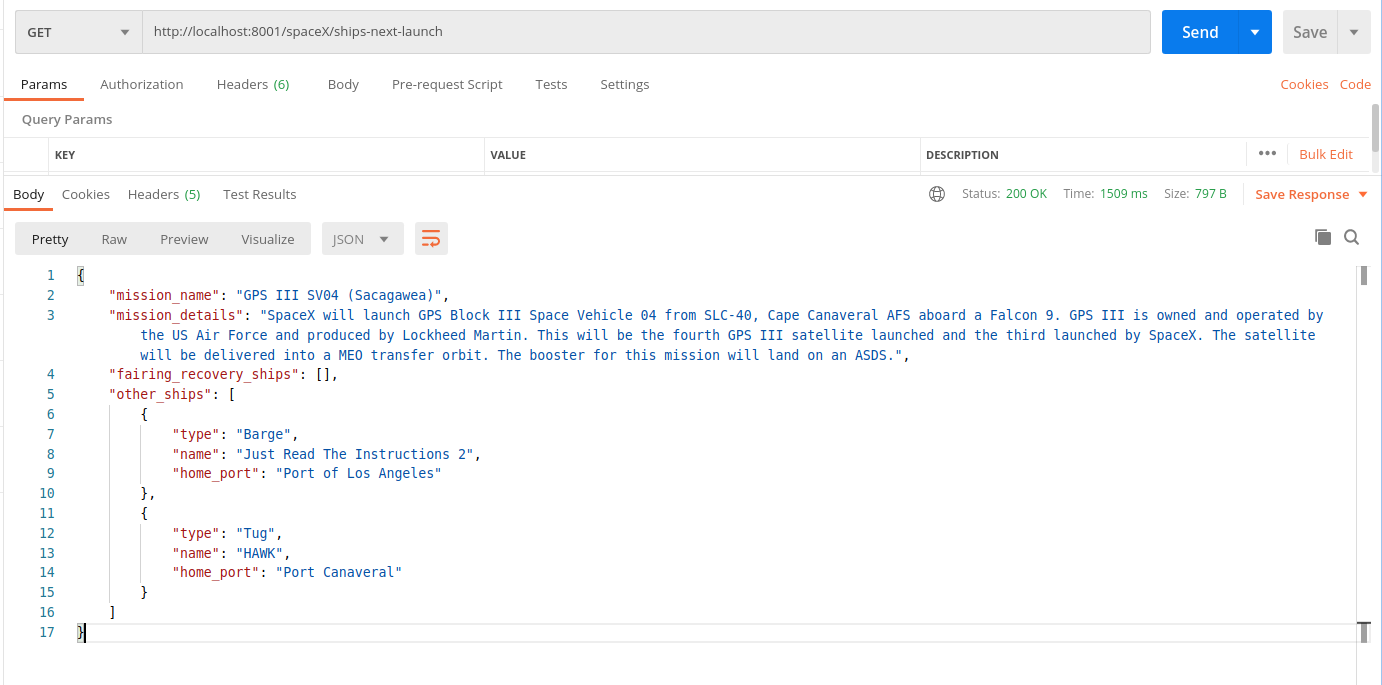 GET http://localhost:8001/spaceX/ships-next-launch Send Save
Params Authorization Headers (6) Body Pre-request Script Tests Settings Cookies Code
Query Params
KEY VALUE DESCRIPTION ••• Bulk Edit
Body Cookies Headers (5) Test Results Status: 200 OK Time: 1509 ms Size: 797 B Save Response
Pretty Raw Preview Visualize JSON
1 {
2 "mission_name": "GPS III SV04 (Sacagawea)",
3 "mission_details": "SpaceX will launch GPS Block III Space Vehicle 04 from SLC-40, Cape Canaveral AFS aboard a Falcon 9. GPS III is owned and operated by
the US Air Force and produced by Lockheed Martin. This will be the fourth GPS III satellite launched and the third launched by SpaceX. The satellite
will be delivered into a MEO transfer orbit. The booster for this mission will land on an ASDS.",
4 "fairing_recovery_ships": [],
5 "other_ships": [
6 {
7 "type": "Barge",
8 "name": "Just Read The Instructions 2",
9 "home_port": "Port of Los Angeles"
10 },
11 {
12 "type": "Tug",
13 "name": "HAWK",
14 "home_port": "Port Canaveral"
15 }
16 ]
17 }